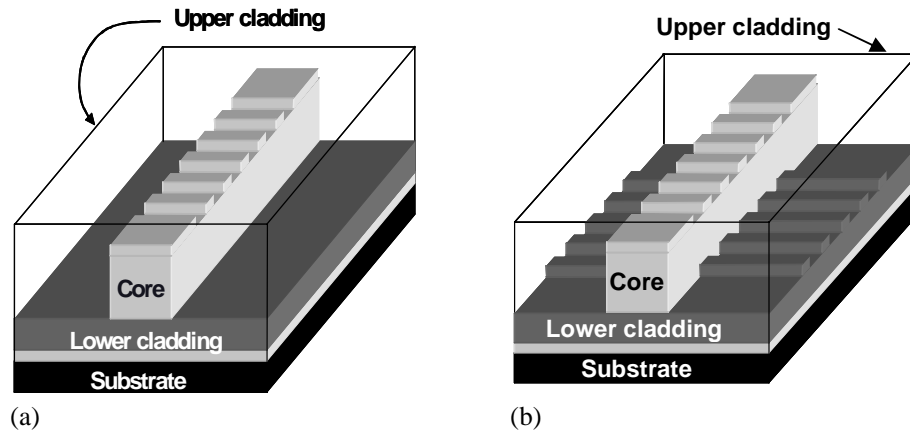 Upper cladding
Core
Lower cladding
Substrate
(a)
Upper cladding
Core
Lower cladding
Substrate
(b)